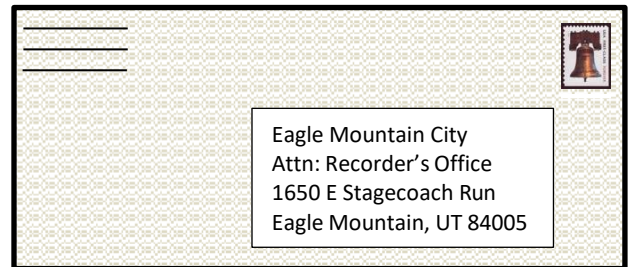 Eagle Mountain City
Attn: Recorder’s Office
1650 E Stagecoach Run
Eagle Mountain, UT 84005